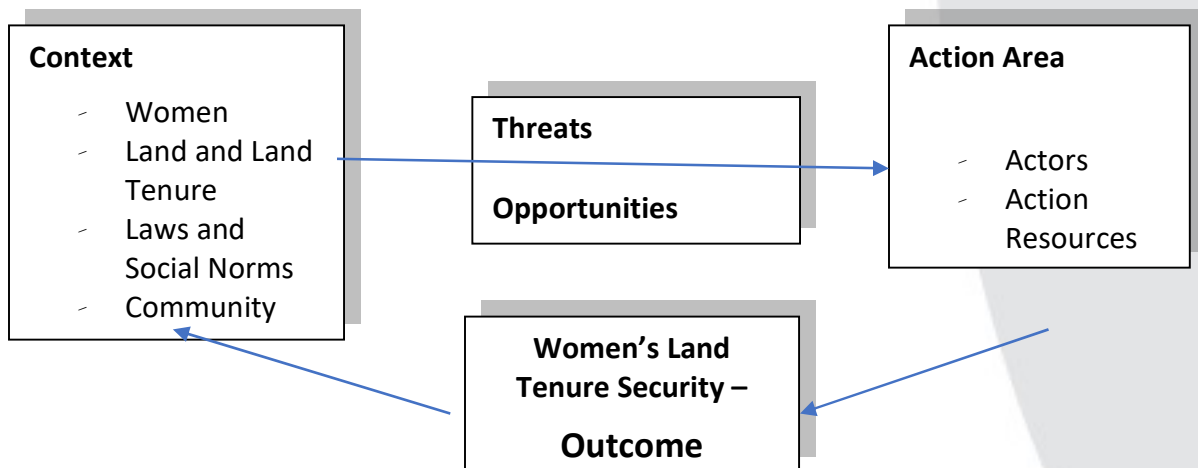 Context
- Women
- Land and Land
Tenure
- Laws and
Social Norms
- Community
Threats
Opportunities
Action Area
- Actors
- Action
Resources
Women’s Land
Tenure Security –
Outcome